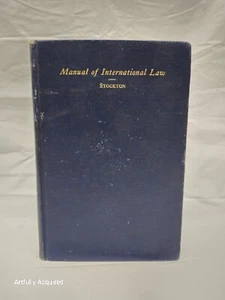 Manual of International Law
Stockton
Artfully Acquired